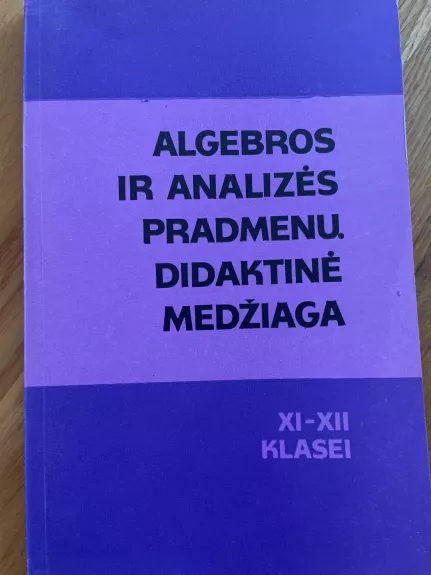 ALGEBROS
IR ANALIZĖS
PRADMENŲ.
DIDAKTINĖ
MEDŽIAGA
XI-XII
KLASEI